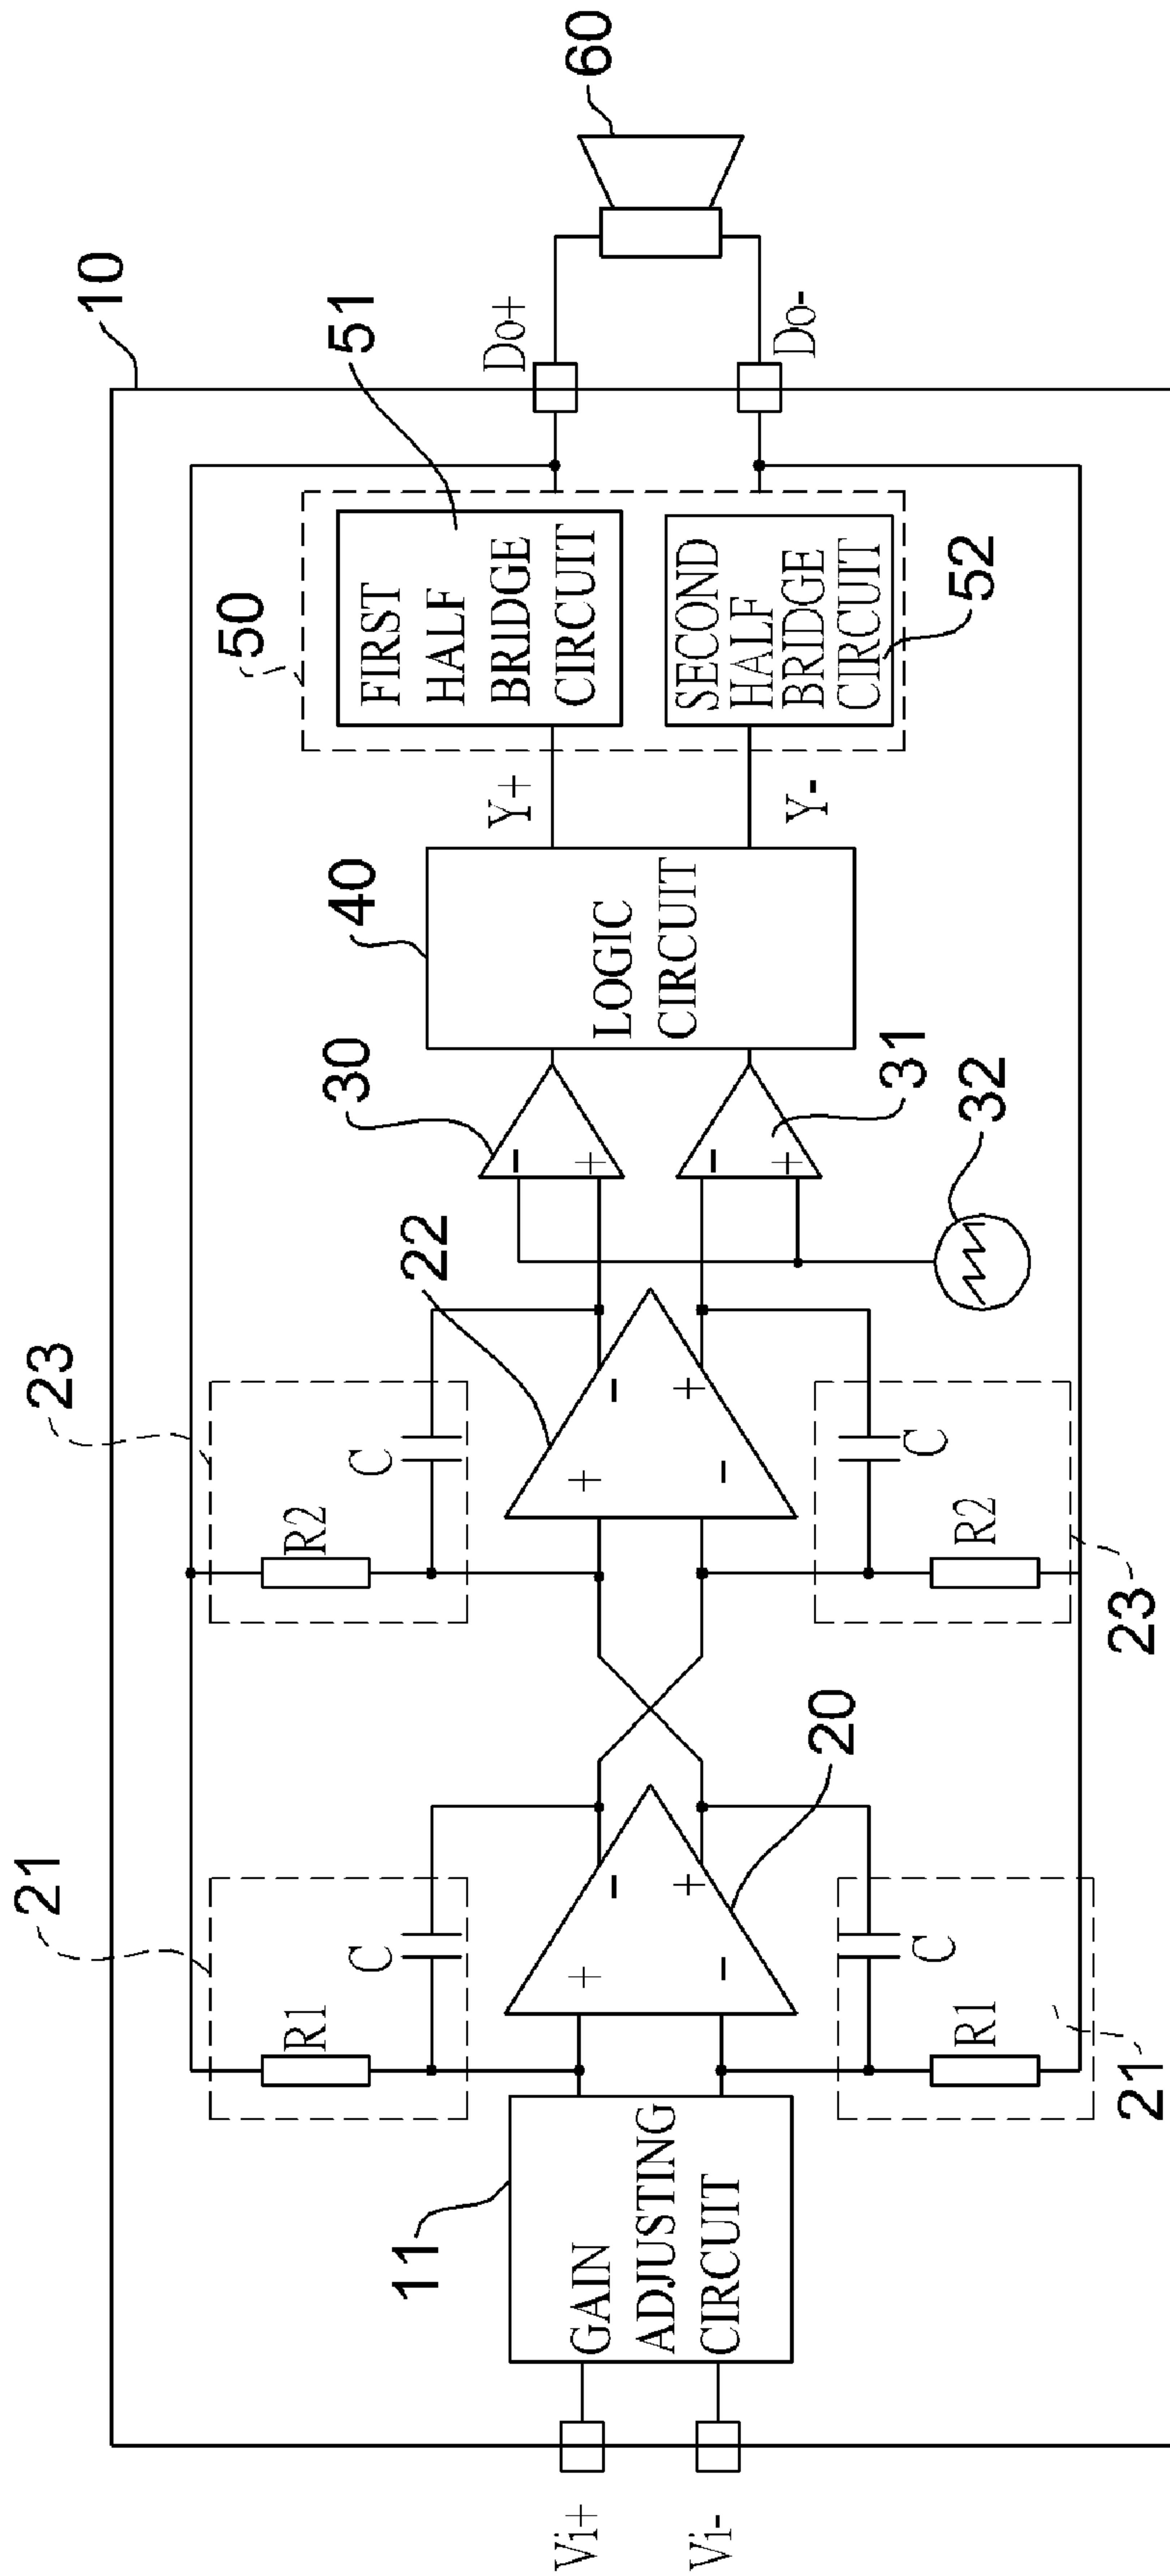 10
21
23
R1
C
R2
C
50
51
FIRST
HALF
BRIDGE
CIRCUIT
Do+
60
11
22
30
40
Y+
Vi+
Vi-
GAIN
ADJUSTING
CIRCUIT
+
-
-
+
+
-
-
+
-
+
-
+
LOGIC
CIRCUIT
Y-
SECOND
HALF
BRIDGE
CIRCUIT
Do-
20
31
32
52
C
R1
C
R2
21
23